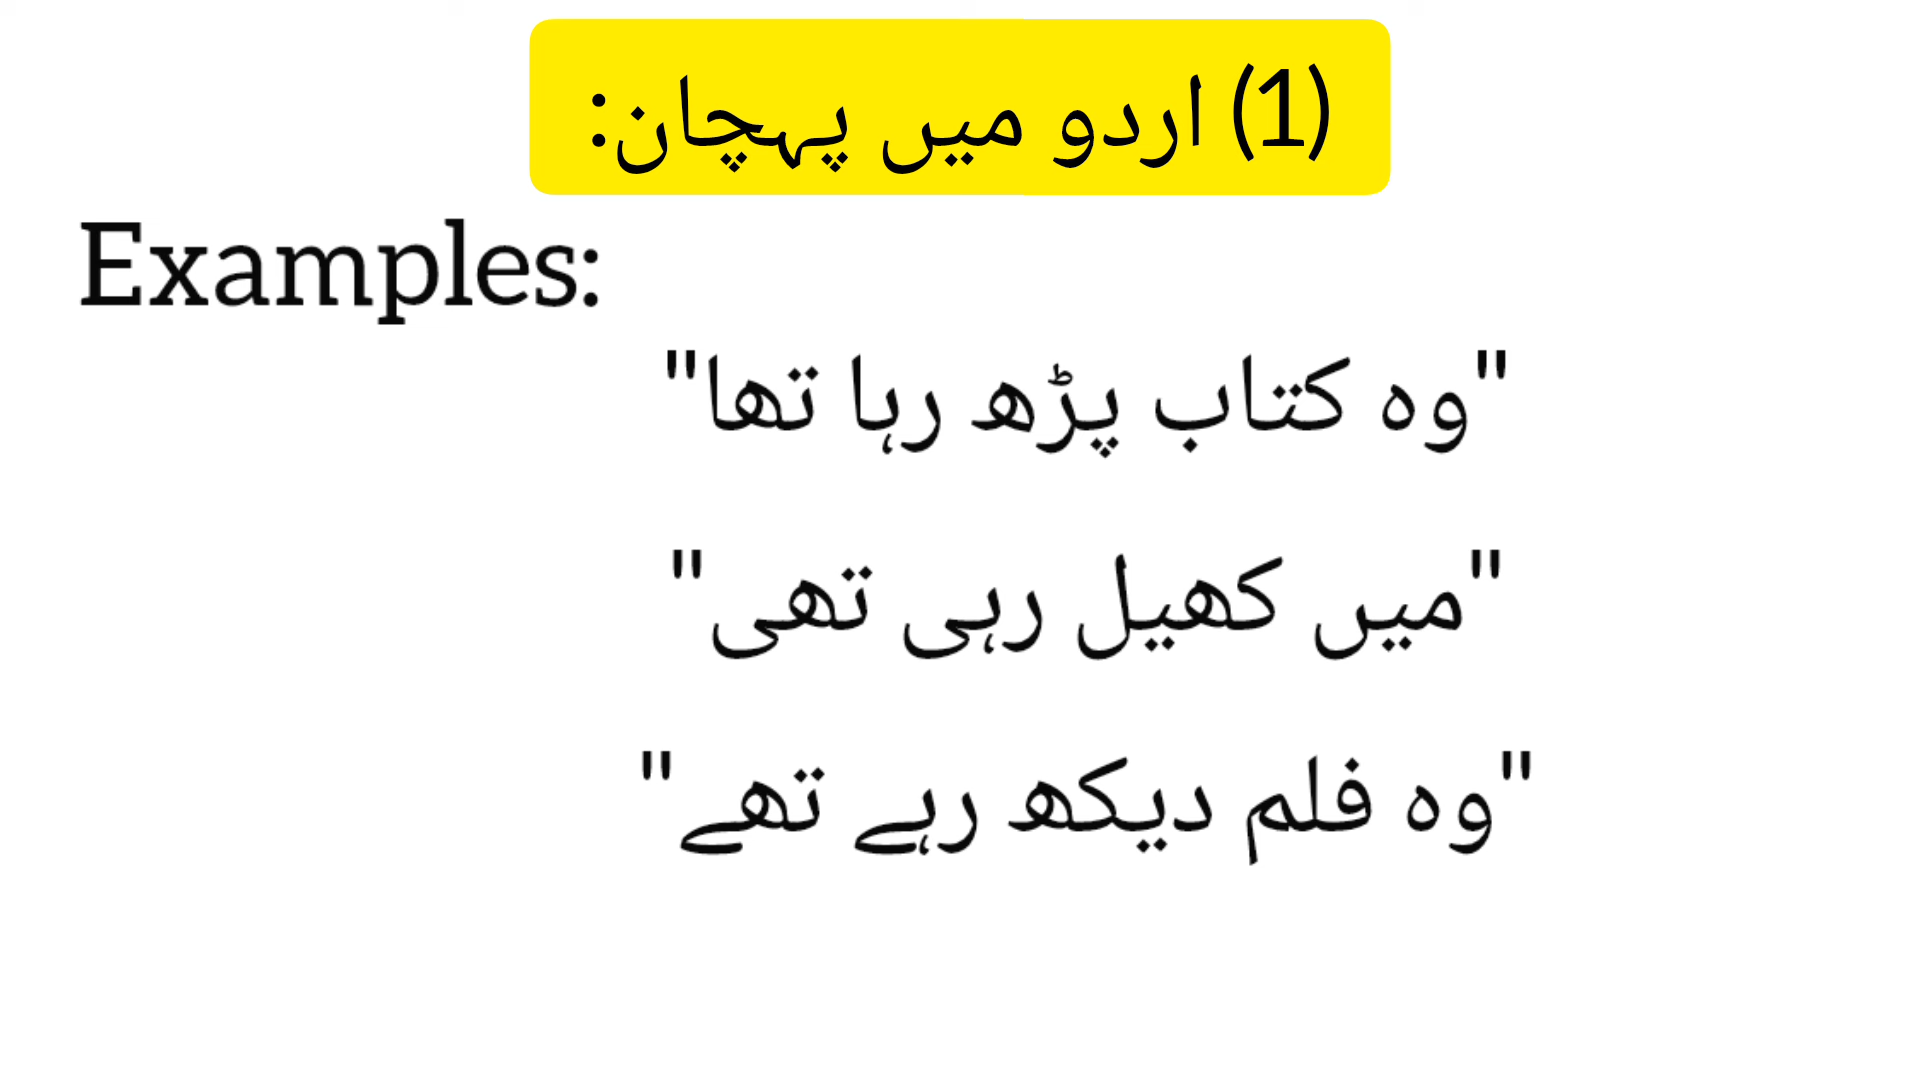 (1) اردو میں پہچان:
Examples:
"وہ کتاب پڑھ رہا تھا"
"میں کھیل رہی تھی"
"وہ فلم دیکھ رہے تھے"